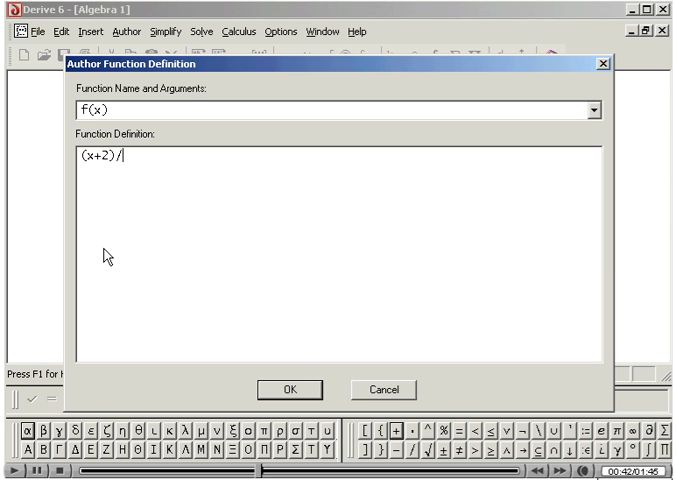 Derive 6 - [Algebra 1]
File Edit Insert Author Simplify Solve Calculus Options Window Help
Author Function Definition
Function Name and Arguments:
f(x)
Function Definition:
(x+2)/
Press F1 for
OK Cancel
α β γ δ ε ζ η θ ι κ λ μ ν ξ ο π ρ σ τ υ [ { + · ^ % = < ≤ ∨ ¬ \ ∪ ' := e π ∞ ∂ Σ
Α Β Γ Δ Ε Ζ Η Θ Ι Κ Λ Μ Ν Ξ Ο Π Ρ Σ Τ Υ ] } - / √ ± ≠ > ≥ ∧ → ⊆ ∩ ↓ :∈ i γ ° ∫ Π
00:42/01:45